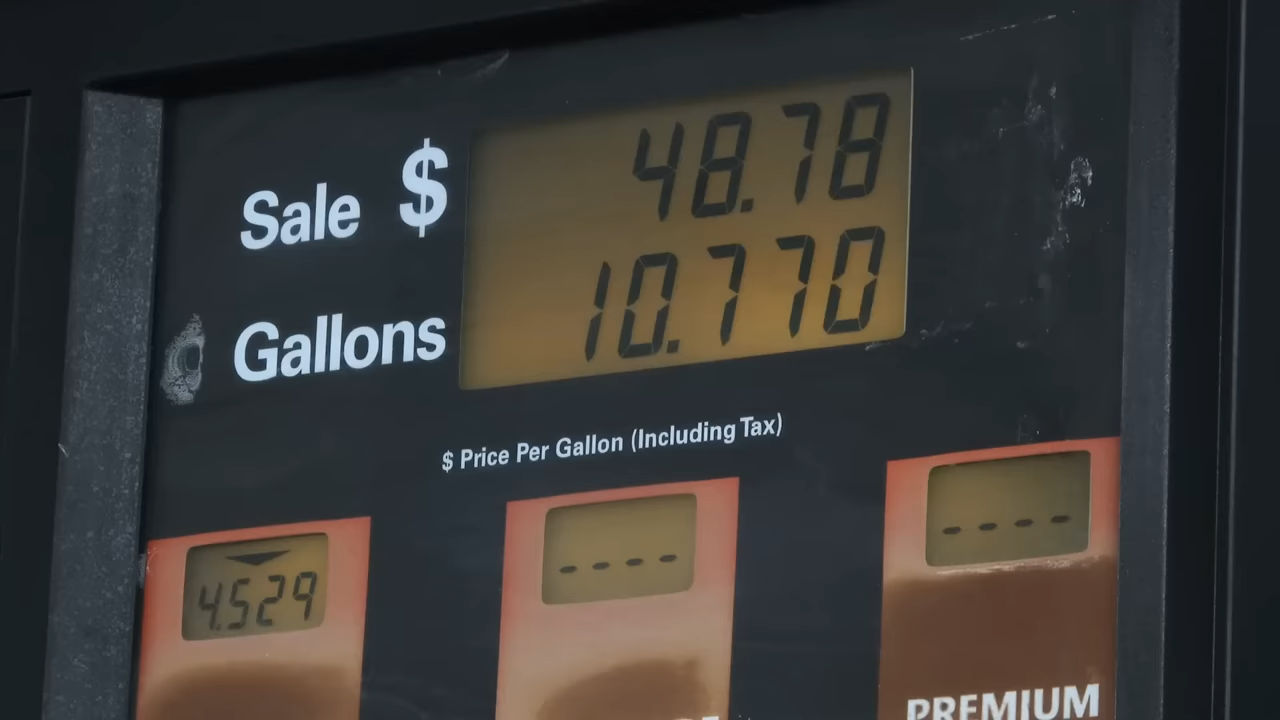 Sale $ 48.78
Gallons 10.770
$ Price Per Gallon (Including Tax)
4.529 ---- ----
PREMIUM